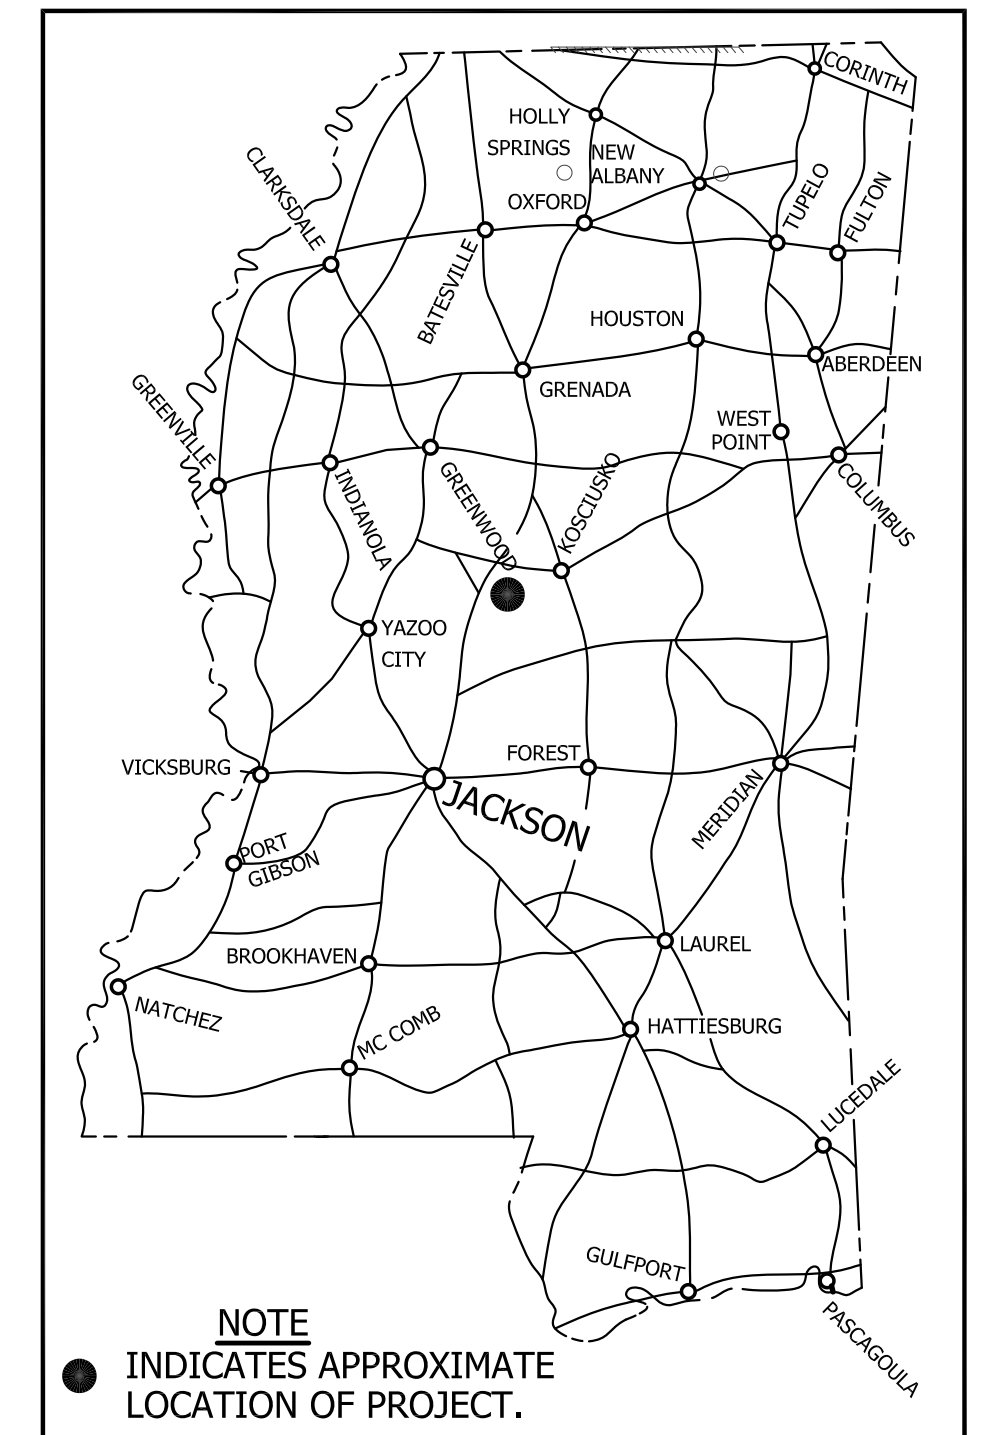 CORINTH
HOLLY
SPRINGS
NEW
ALBANY
CLARKSDALE
OXFORD
TUPELO
FULTON
BATESVILLE
HOUSTON
ABERDEEN
GREENVILLE
GRENADA
WEST
POINT
INDIANOLA
GREENWOOD
KOSCIUSKO
COLUMBUS
YAZOO
CITY
VICKSBURG
FOREST
JACKSON
MERIDIAN
PORT
GIBSON
BROOKHAVEN
LAUREL
NATCHEZ
MC COMB
HATTIESBURG
LUCEDALE
GULFPORT
PASCAGOULA
NOTE
INDICATES APPROXIMATE
LOCATION OF PROJECT.